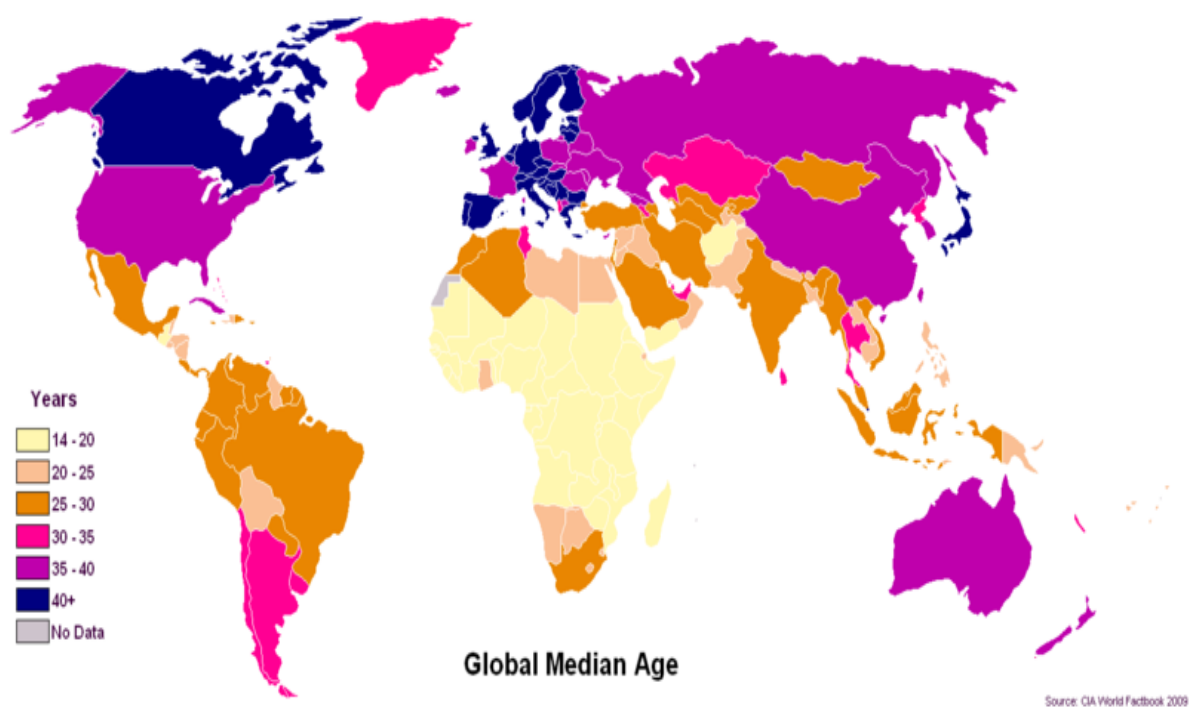 Years
14 - 20
20 - 25
25 - 30
30 - 35
35 - 40
40+
No Data
Global Median Age
Source: CIA World Factbook 2009